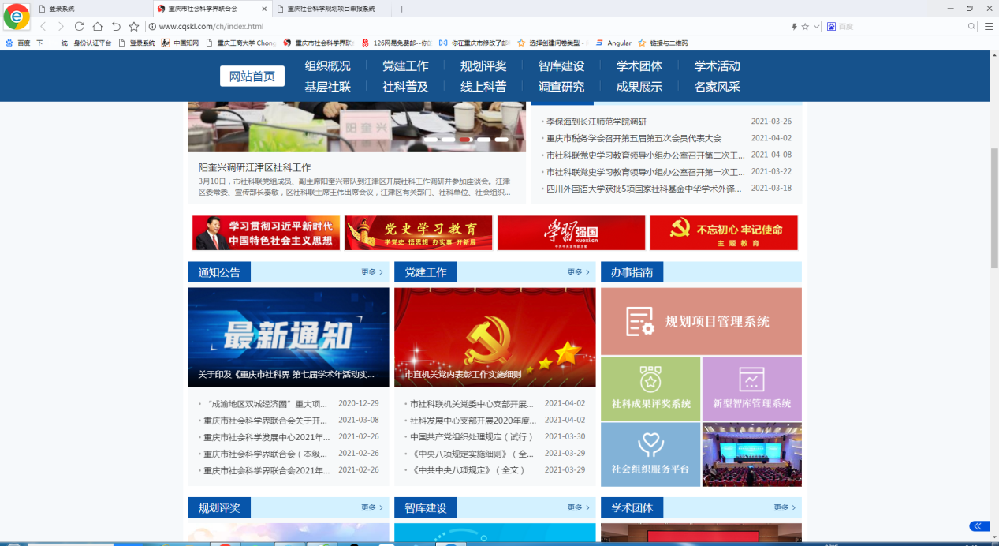 登录系统
重庆市社会科学界联合会
重庆社会科学规划项目申报系统
www.cqskl.com/ch/index.html
百度
百度一下
统一身份认证平台
登录系统
中国知网
重庆工商大学 Chong
重庆市社会科学界联
126网易免费邮--你
你在重庆市修改了邮
选择创建问卷类型 -
Angular
链接与二维码
网站首页
组织概况 党建工作 规划评奖 智库建设 学术团体 学术活动
基层社联 社科普及 线上科普 调查研究 成果展示 名家风采
阳奎兴
阳奎兴调研江津区社科工作
3月10日，市社科联党组成员、副主席阳奎兴带队到江津区开展社科工作调研并参加座谈会。江津
区委常委、宣传部长秦敏，区社科联主席王伟出席会议，江津区有关部门、社科单位、社会组织...
李保海到长江师范学院调研 2021-03-26
重庆市税务学会召开第五届第五次会员代表大会 2021-04-02
市社科联党史学习教育领导小组办公室召开第二次工... 2021-04-08
市社科联党史学习教育领导小组办公室召开第一次工... 2021-03-22
四川外国语大学获批5项国家社科基金中华学术外译... 2021-03-18
学习贯彻习近平新时代
中国特色社会主义思想
党史学习教育
学党史 悟思想 办实事 开新局
学习强国
xuexi.cn
不忘初心 牢记使命
主题教育
通知公告 更多 >
最新通知
关于印发《重庆市社科界 第七届学术年活动实...
“成渝地区双城经济圈”重大项... 2020-12-29
重庆市社会科学界联合会关于开... 2021-03-08
重庆市社会科学发展中心2021年... 2021-02-26
重庆市社会科学界联合会（本级... 2021-02-26
重庆市社会科学界联合会2021年... 2021-02-26
党建工作 更多 >
市直机关党内表彰工作实施细则
市社科联机关党委中心支部开展... 2021-04-02
社科发展中心支部开展2020年度... 2021-04-02
中国共产党组织处理规定（试行） 2021-03-30
《中央八项规定实施细则》（全... 2021-03-29
《中共中央八项规定》（全文） 2021-03-29
办事指南
规划项目管理系统
社科成果评奖系统
新型智库管理系统
社会组织服务平台
规划评奖 更多 >
智库建设 更多 >
学术团体 更多 >